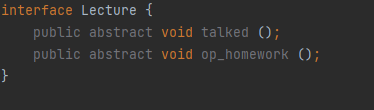 interface Lecture {
    public abstract void talked ();
    public abstract void op_homework ();
}